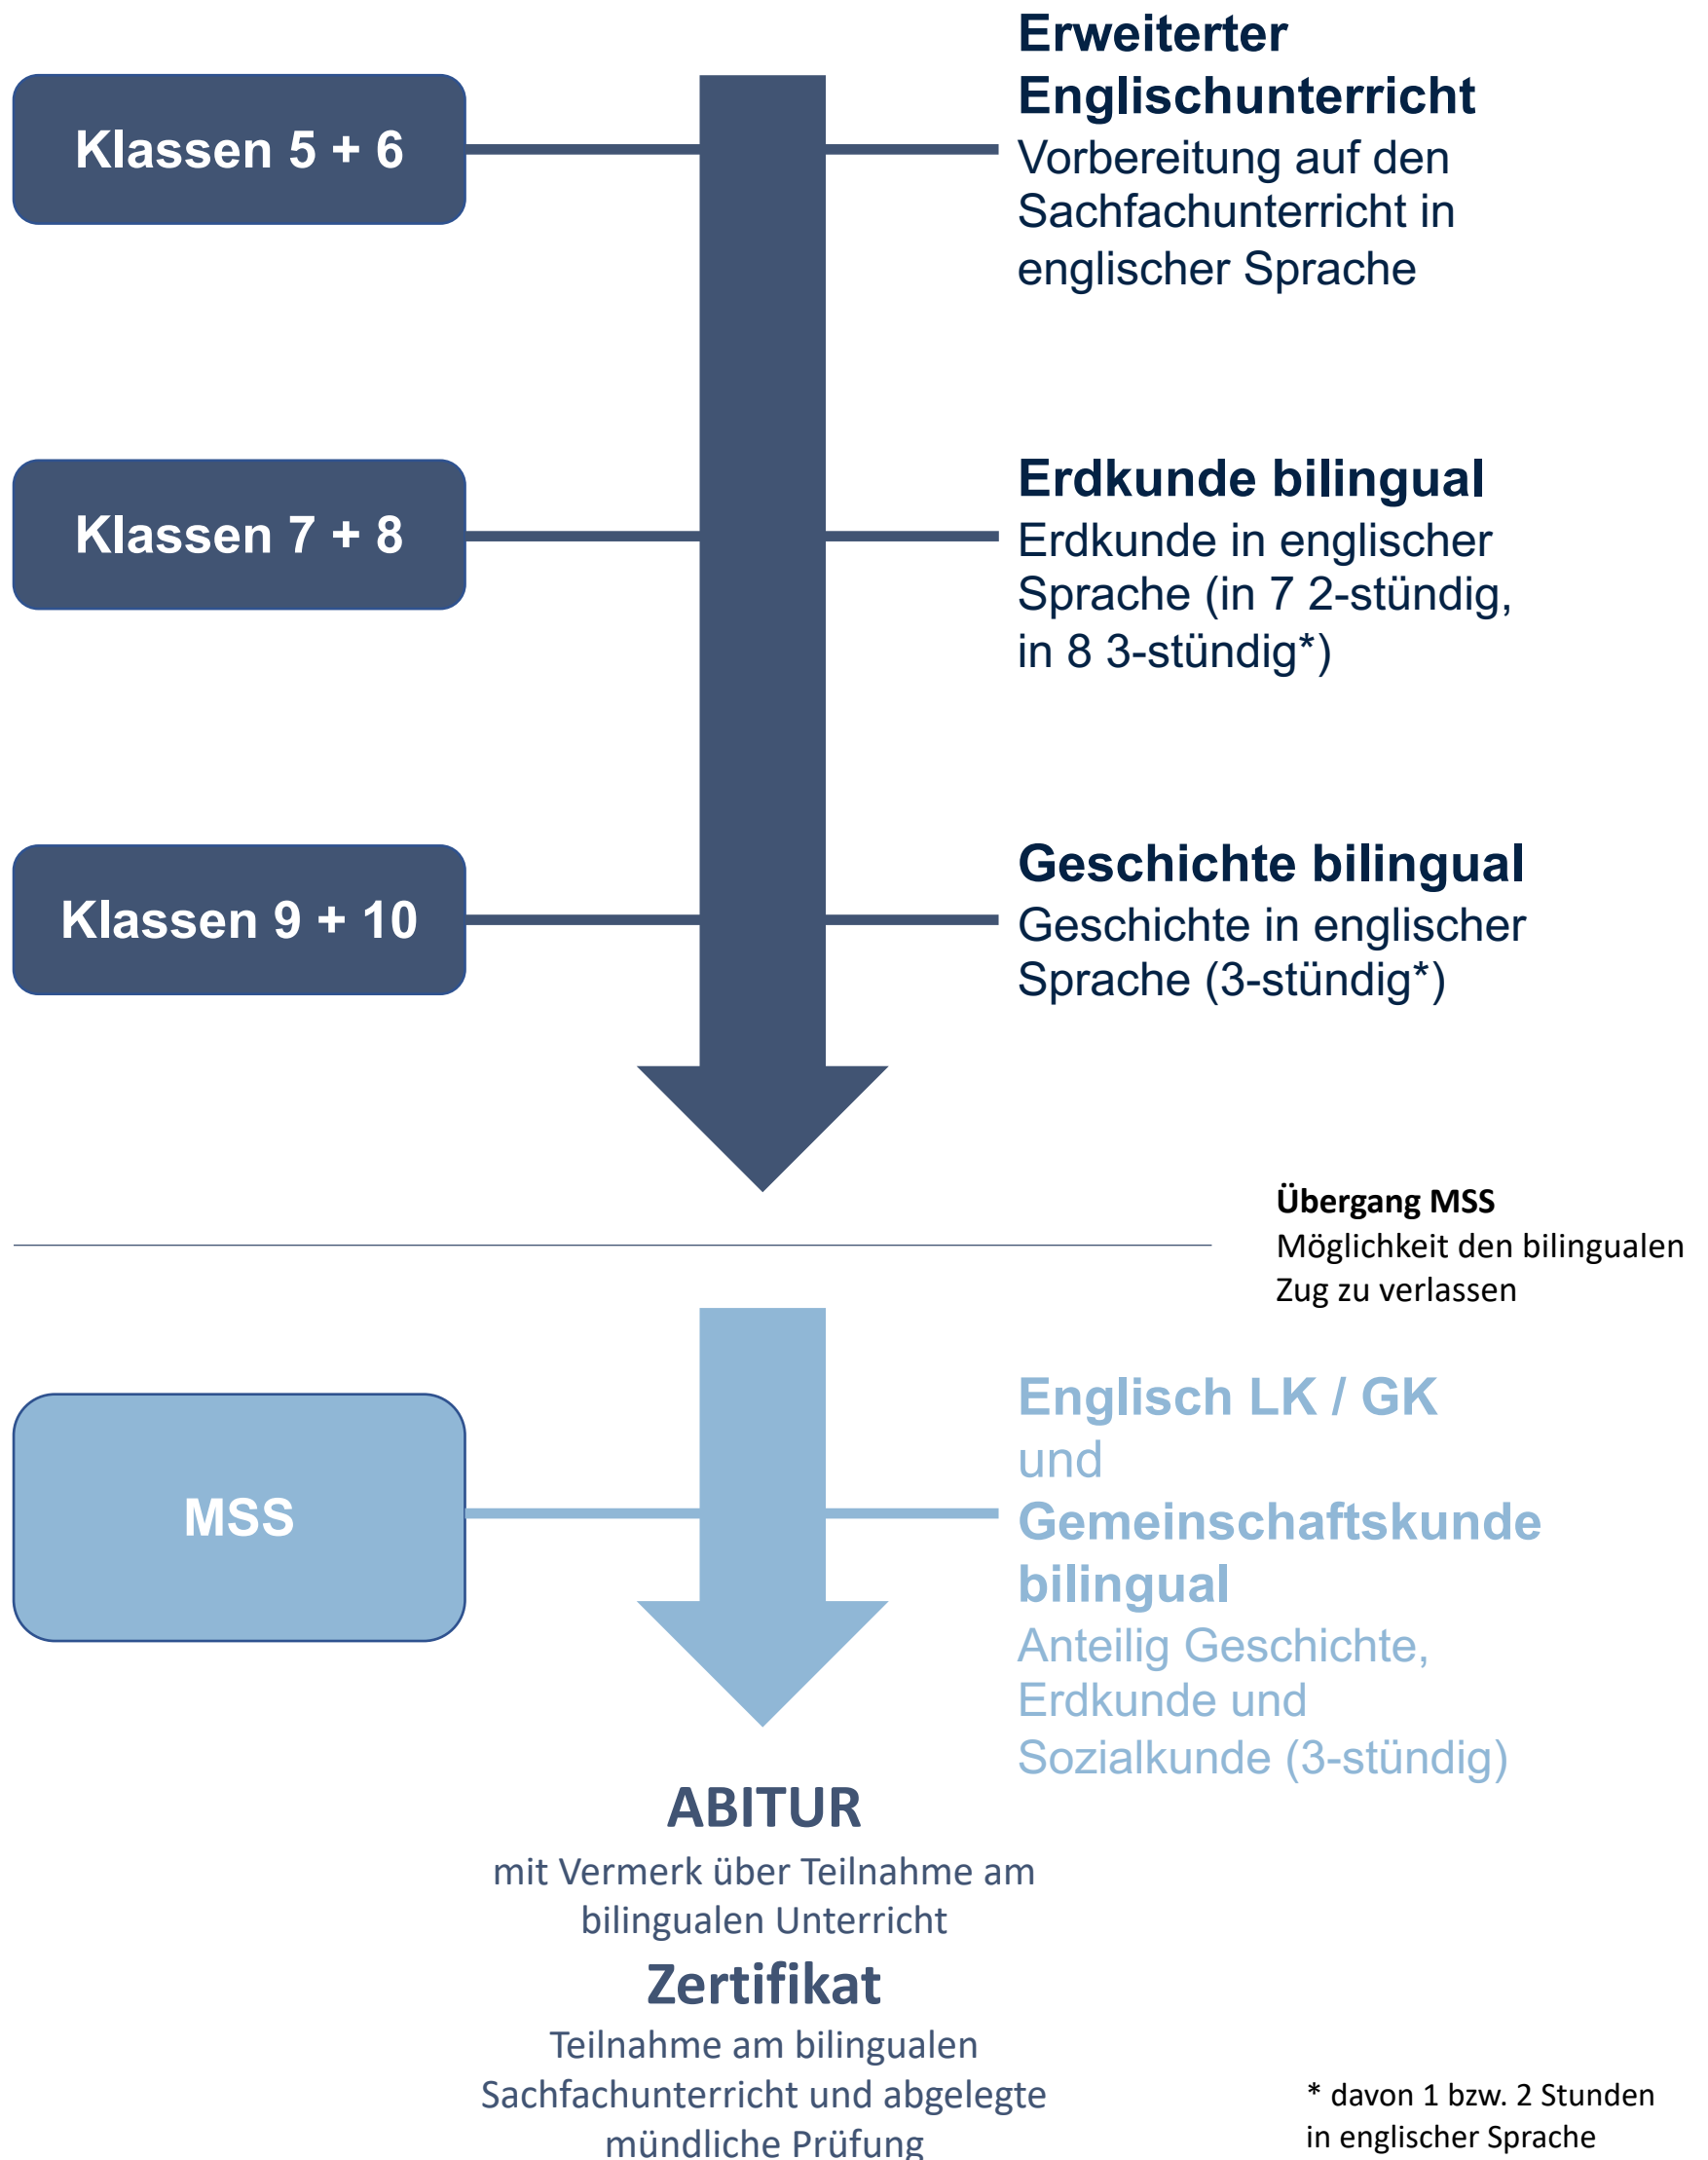 Erweiterter
Englischunterricht
Klassen 5 + 6
Vorbereitung auf den
Sachfachunterricht in
englischer Sprache
Erdkunde bilingual
Klassen 7 + 8
Erdkunde in englischer
Sprache (in 7 2-stündig,
in 8 3-stündig*)
Geschichte bilingual
Klassen 9 + 10
Geschichte in englischer
Sprache (3-stündig*)
Übergang MSS
Möglichkeit den bilingualen
Zug zu verlassen
Englisch LK / GK
und
MSS
Gemeinschaftskunde
bilingual
Anteilig Geschichte,
Erdkunde und
Sozialkunde (3-stündig)
ABITUR
mit Vermerk über Teilnahme am
bilingualen Unterricht
Zertifikat
Teilnahme am bilingualen
Sachfachunterricht und abgelegte
mündliche Prüfung
* davon 1 bzw. 2 Stunden
in englischer Sprache